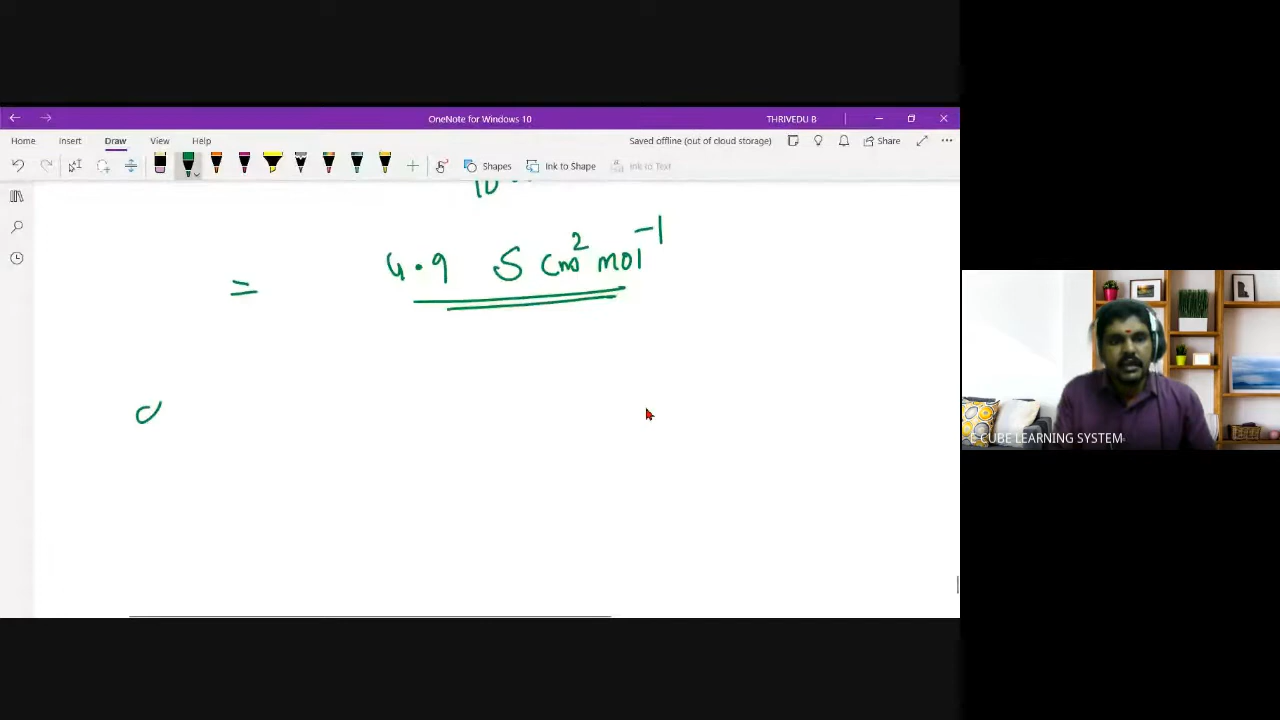 OneNote for Windows 10
THRIVEDU B
Home Insert Draw View Help
Saved offline (out of cloud storage)
Share
Shapes
Ink to Shape
Ink to Text
= 4.9 S cm² mol⁻¹
α
E CUBE LEARNING SYSTEM